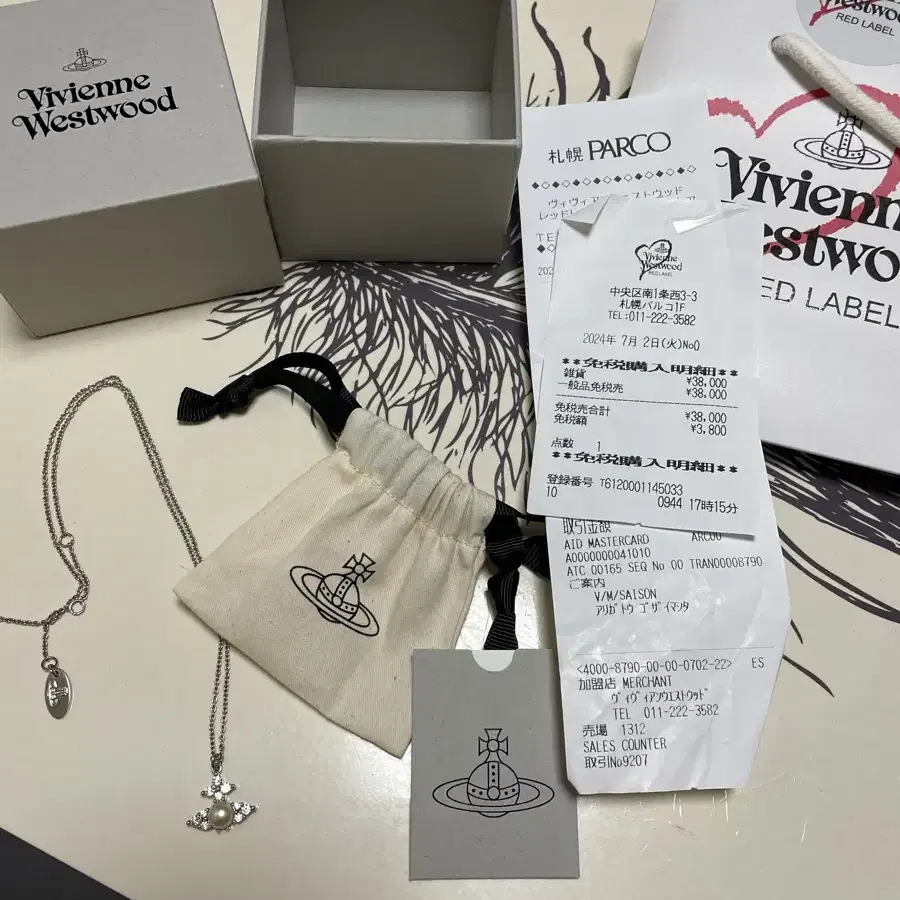 Vivienne
Westwood
RED LABEL
Vivienne
Westwood
RED LABEL
札幌 PARCO
ヴィヴィアン
ストウッド
レッド
Vivienne
Westwood
RED LABEL
中央区南1条西3-3
札幌パルコ1F
TEL:011-222-3582
2024年 7月 2日(火)No0
**免税購入明細**
雑貨 ¥38,000
一般品免税売 ¥38,000
免税売合計 ¥38,000
免税額 ¥3,800
点数 1
**免税購入明細**
登録番号 T6120001145033
10 0944 17時15分
取引金額
AID MASTERCARD
A0000000041010
ATC 00165 SEQ No 00 TRAN00008790
ご案内
V/M/SAISON
アリガトウ ゴザイマシタ
<4000-8790-00-00-0702-22> ES
加盟店 MERCHANT
ヴィヴィアンウエストウッド
TEL 011-222-3582
売場 1312
SALES COUNTER
取引No9207